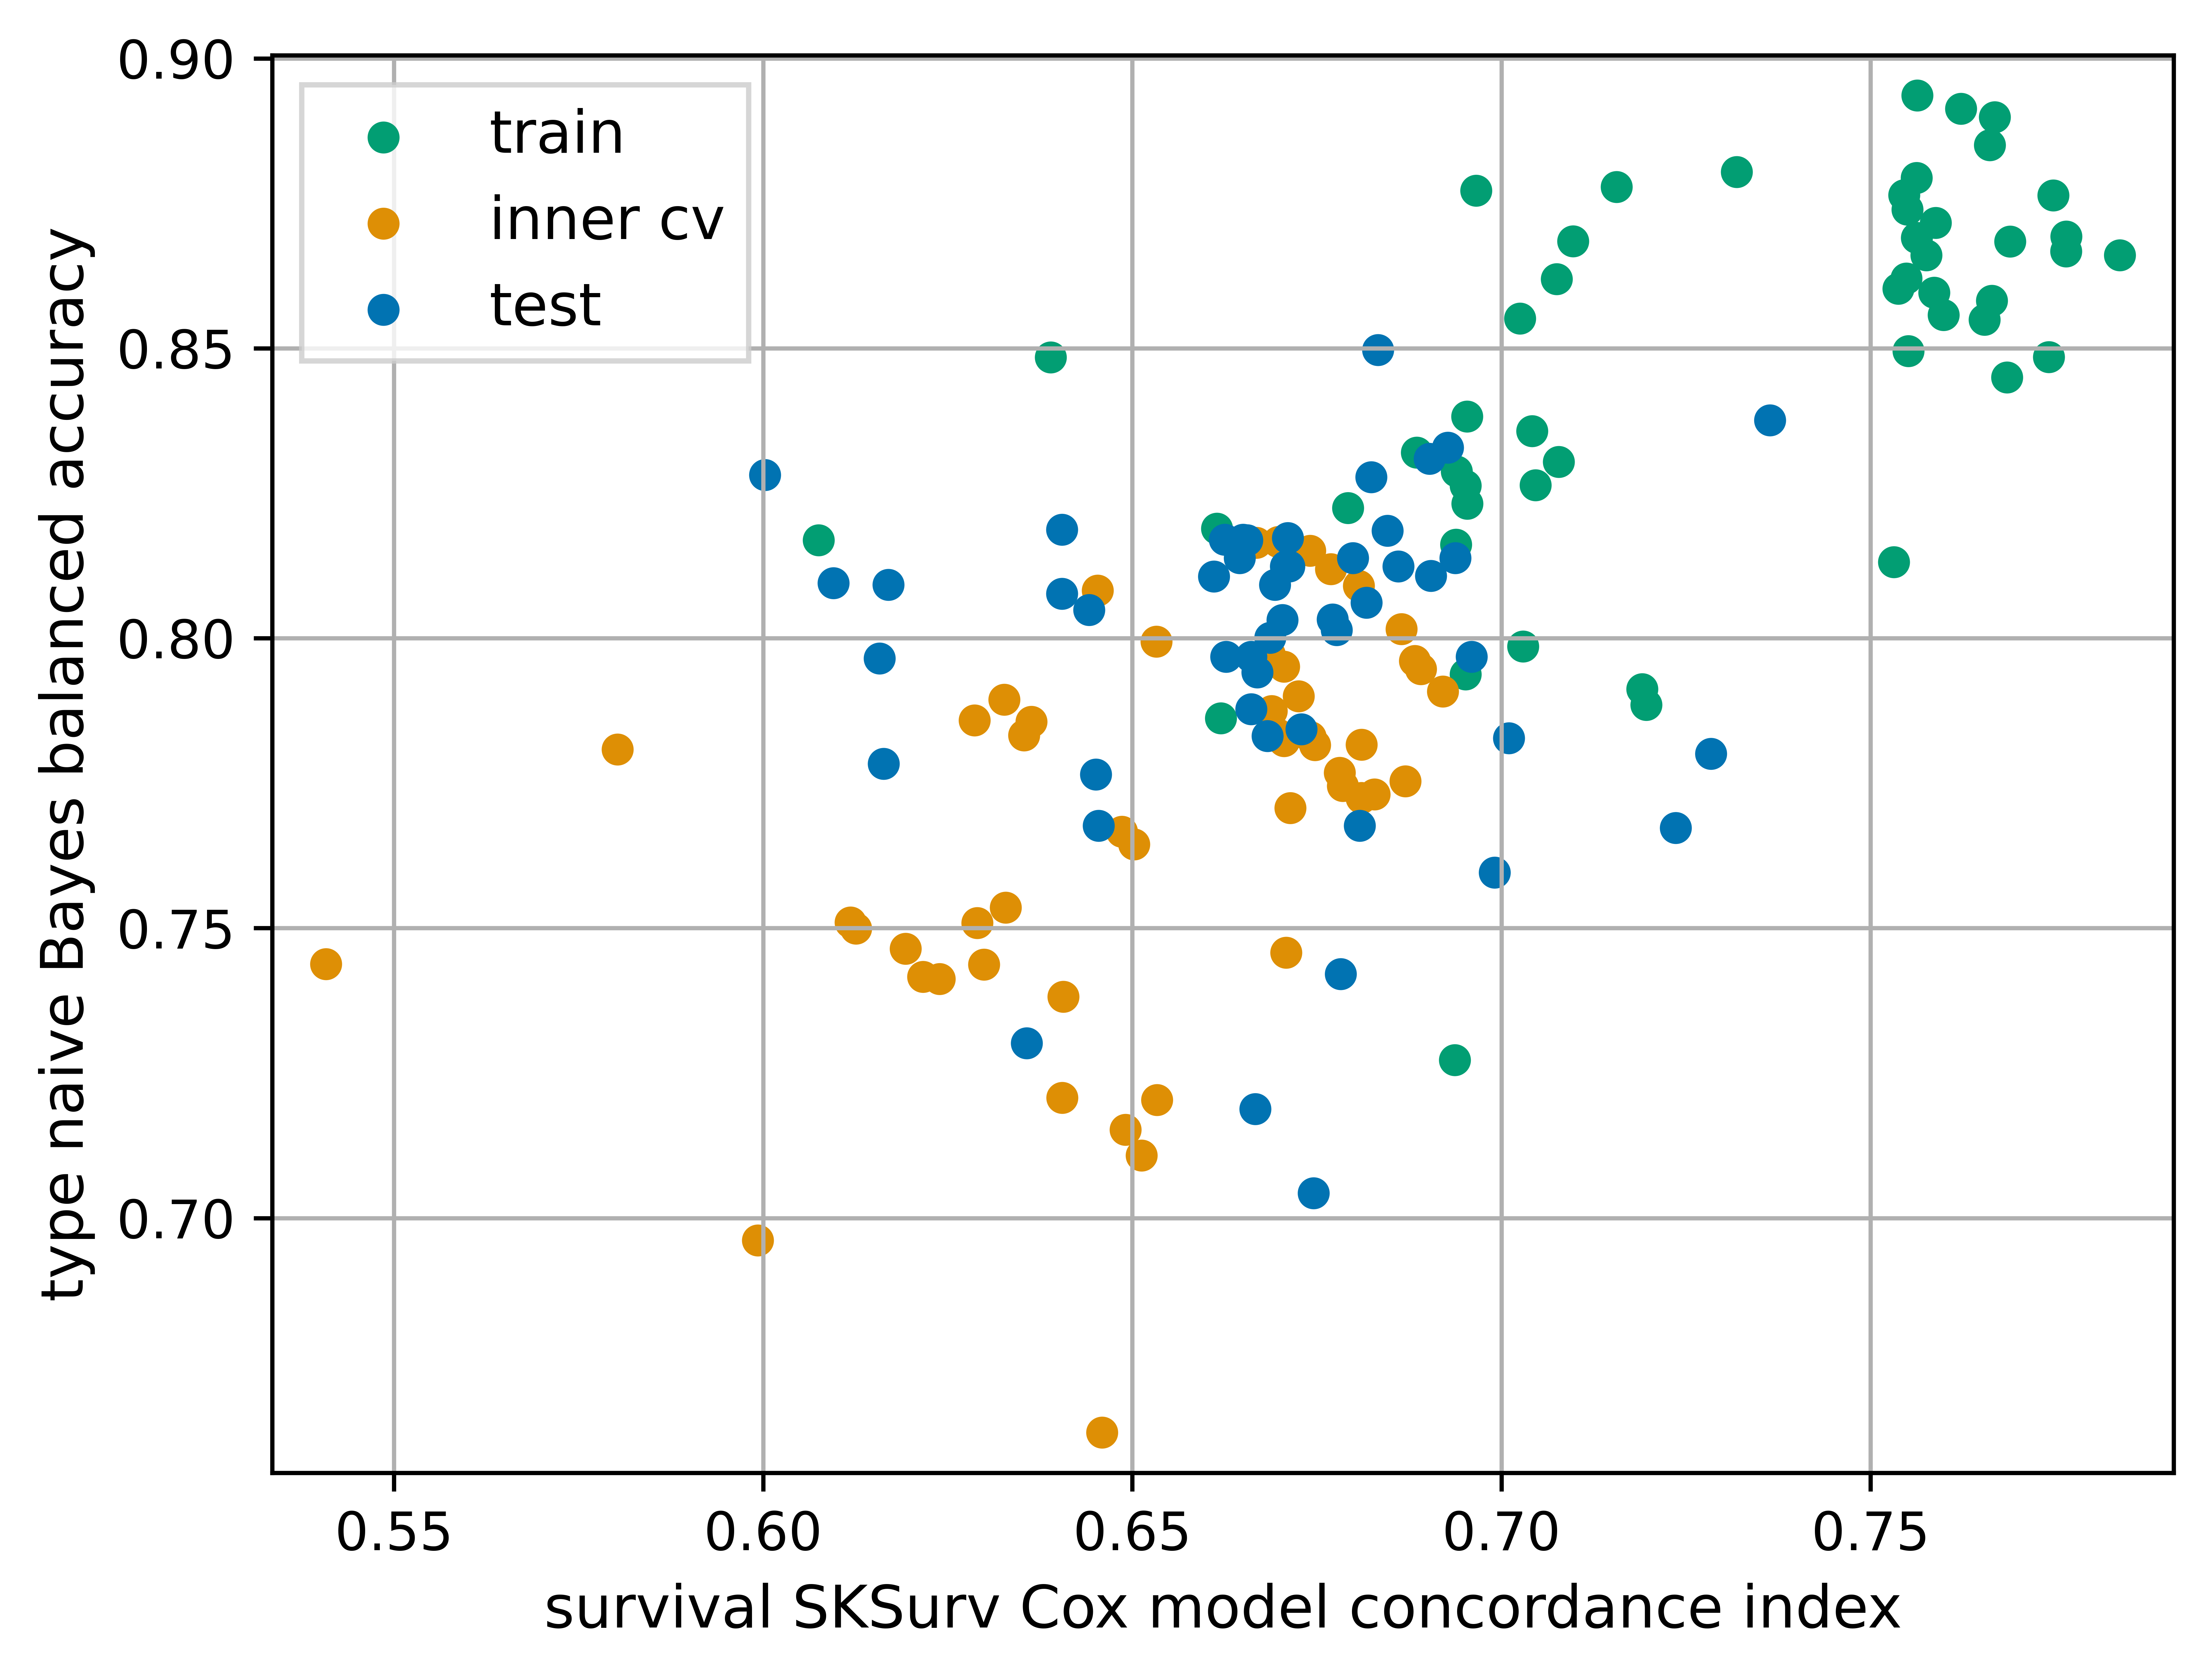 train
inner cv
test
type naive Bayes balanced accuracy
0.90
0.85
0.80
0.75
0.70
0.55
0.60
0.65
0.70
0.75
survival SKSurv Cox model concordance index